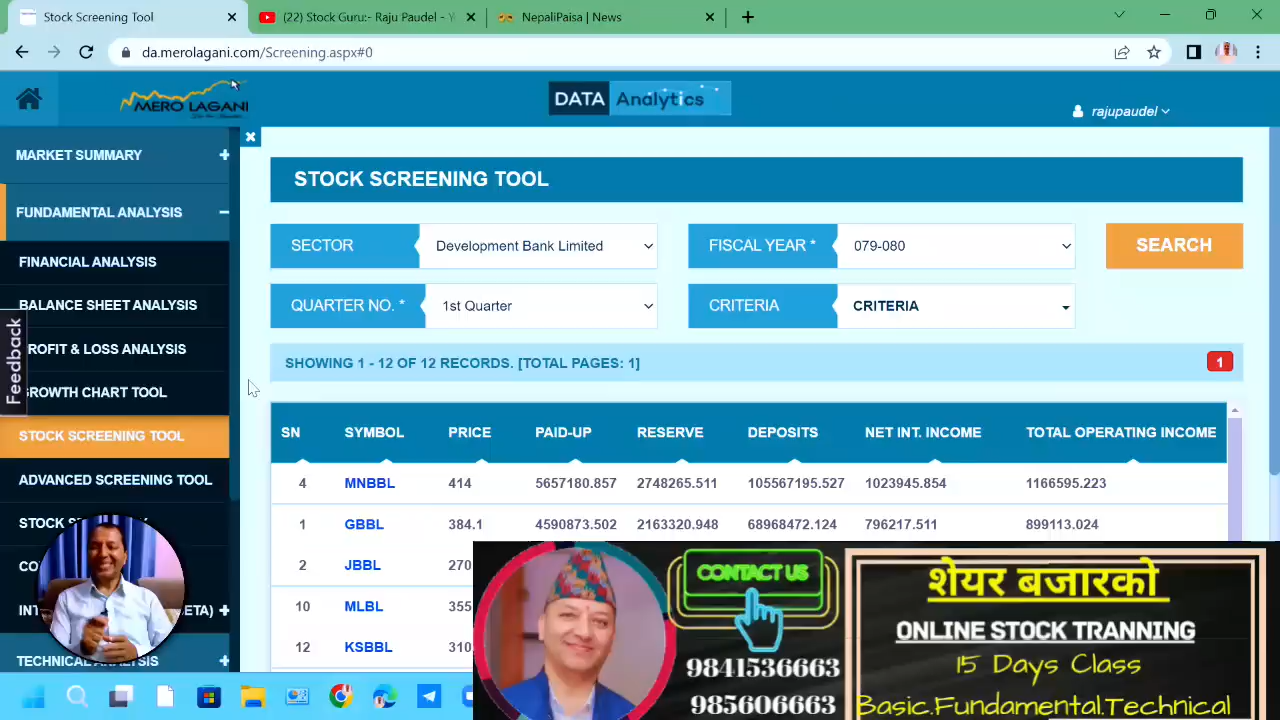 Stock Screening Tool
(22) Stock Guru:- Raju Paudel - Y
NepaliPaisa | News
da.merolagani.com/Screening.aspx#0
MERO LAGANI
DATA Analytics
rajupaudel
MARKET SUMMARY
FUNDAMENTAL ANALYSIS
FINANCIAL ANALYSIS
BALANCE SHEET ANALYSIS
ROFIT & LOSS ANALYSIS
ROWTH CHART TOOL
STOCK SCREENING TOOL
ADVANCED SCREENING TOOL
STOCK
CO
INT
ETA)
TECHNICAL ANALYSIS
Feedback
STOCK SCREENING TOOL
SECTOR Development Bank Limited FISCAL YEAR * 079-080 SEARCH
QUARTER NO. * 1st Quarter CRITERIA CRITERIA
SHOWING 1 - 12 OF 12 RECORDS. [TOTAL PAGES: 1] 1
SN SYMBOL PRICE PAID-UP RESERVE DEPOSITS NET INT. INCOME TOTAL OPERATING INCOME
4 MNBBL 414 5657180.857 2748265.511 105567195.527 1023945.854 1166595.223
1 GBBL 384.1 4590873.502 2163320.948 68968472.124 796217.511 899113.024
2 JBBL 270
10 MLBL 355
12 KSBBL 310
CONTACT US
9841536663
985606663
शेयर बजारको
ONLINE STOCK TRANNING
15 Days Class
Basic.Fundamental.Technical